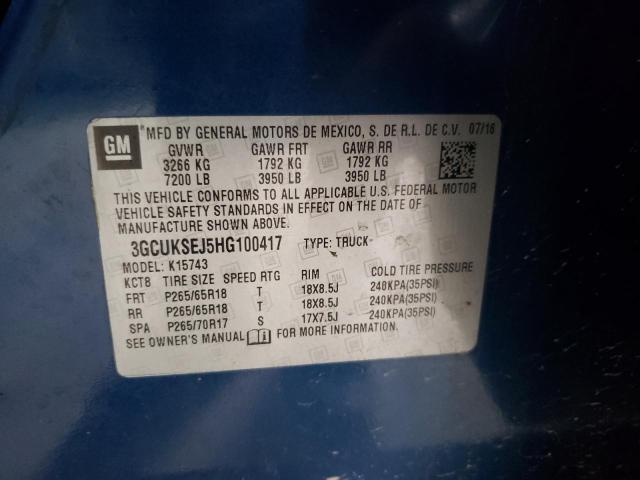 GM MFD BY GENERAL MOTORS DE MEXICO, S. DE R.L. DE C.V. 07/16
GVWR GAWR FRT GAWR RR
3266 KG 1792 KG 1792 KG
7200 LB 3950 LB 3950 LB
THIS VEHICLE CONFORMS TO ALL APPLICABLE U.S. FEDERAL MOTOR
VEHICLE SAFETY STANDARDS IN EFFECT ON THE DATE OF
MANUFACTURE SHOWN ABOVE.
3GCUKSEJ5HG100417 TYPE: TRUCK
MODEL: K15743
KCTB TIRE SIZE SPEED RTG RIM COLD TIRE PRESSURE
FRT P265/65R18 T 18X8.5J 240KPA(35PSI)
RR P265/65R18 T 18X8.5J 240KPA(35PSI)
SPA P265/70R17 S 17X7.5J 240KPA(35PSI)
SEE OWNER'S MANUAL FOR MORE INFORMATION.